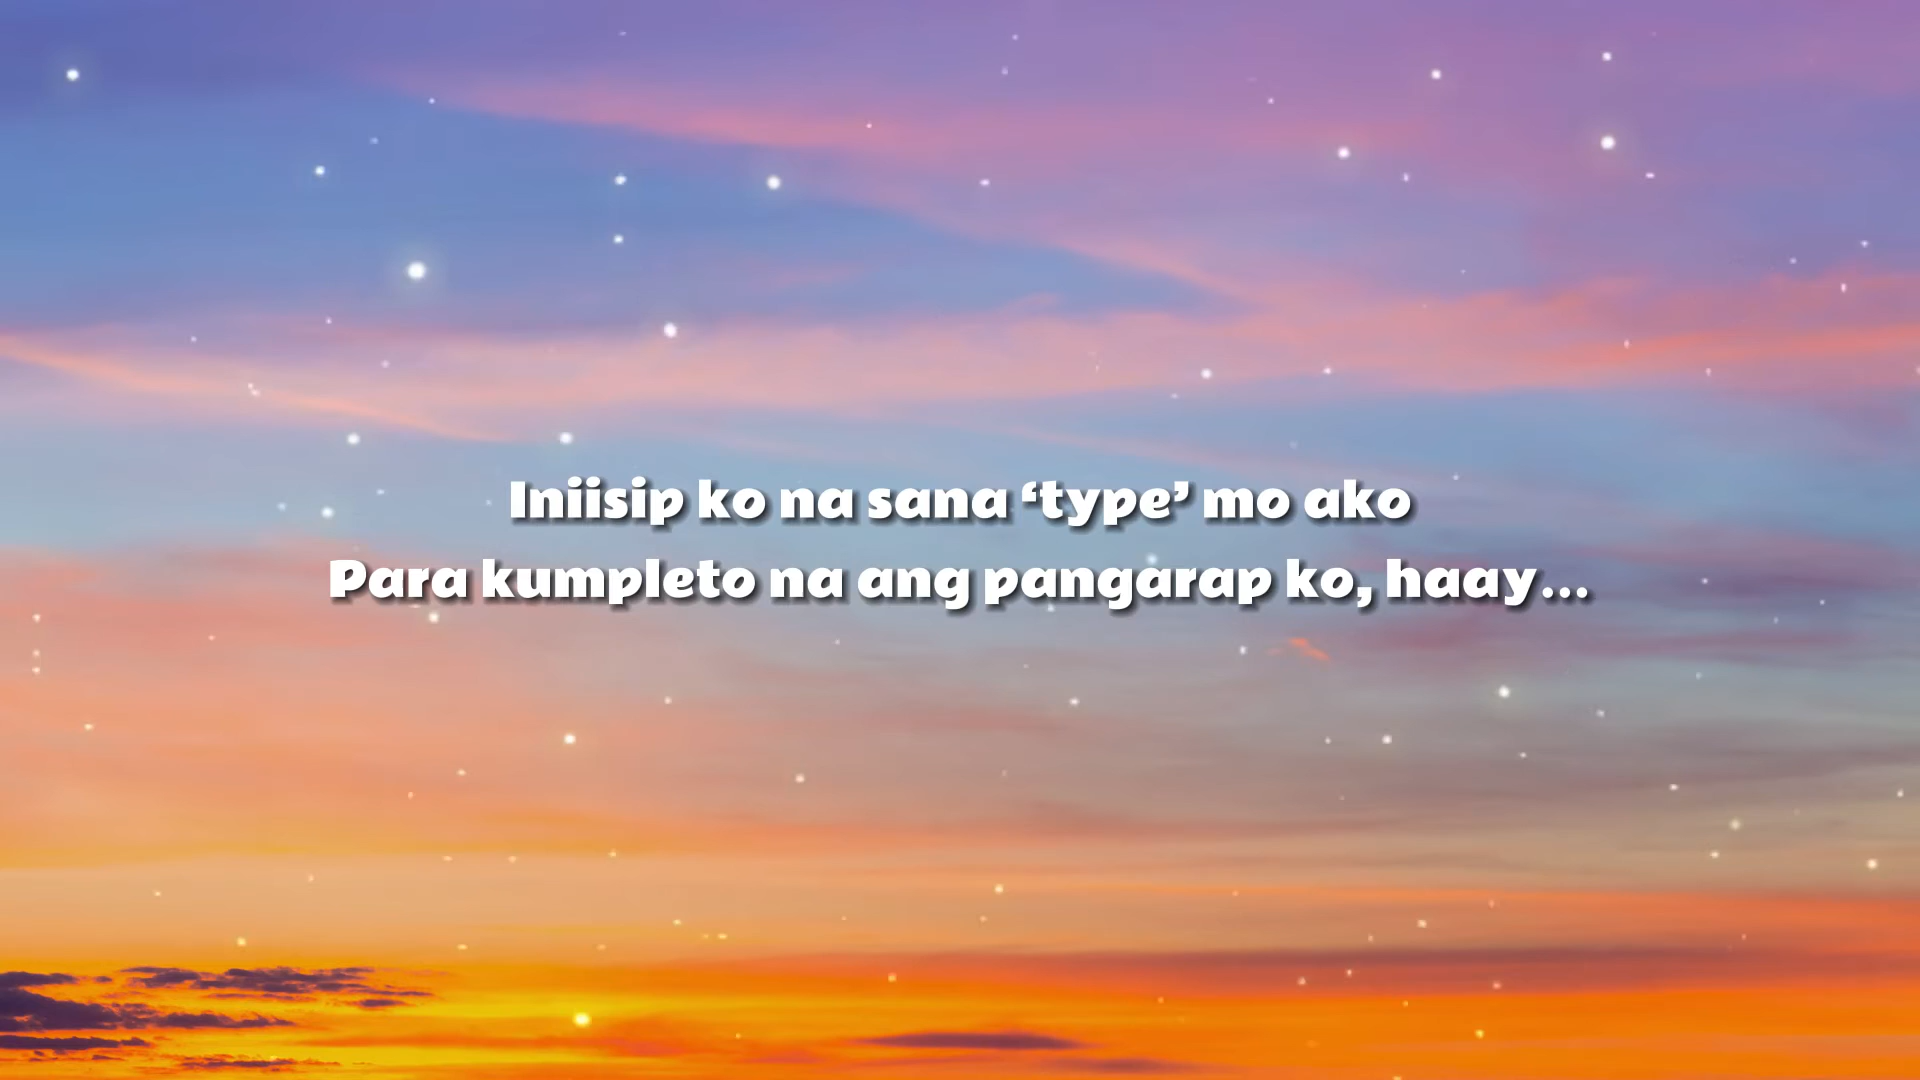 Iniisip ko na sana ‘type’ mo ako
Para kumpleto na ang pangarap ko, haay...